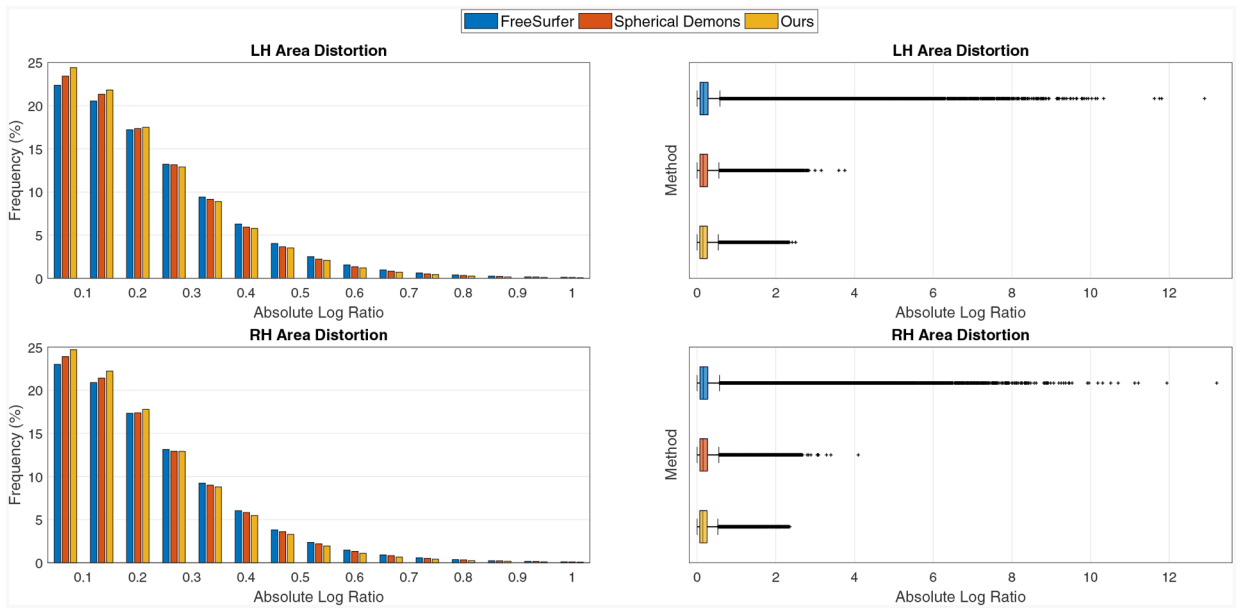 FreeSurfer Spherical Demons Ours
LH Area Distortion
25
20
15
10
5
0
Frequency (%)
0.1 0.2 0.3 0.4 0.5 0.6 0.7 0.8 0.9 1
Absolute Log Ratio
LH Area Distortion
Method
0 2 4 6 8 10 12
Absolute Log Ratio
RH Area Distortion
25
20
15
10
5
0
Frequency (%)
0.1 0.2 0.3 0.4 0.5 0.6 0.7 0.8 0.9 1
Absolute Log Ratio
RH Area Distortion
Method
0 2 4 6 8 10 12
Absolute Log Ratio